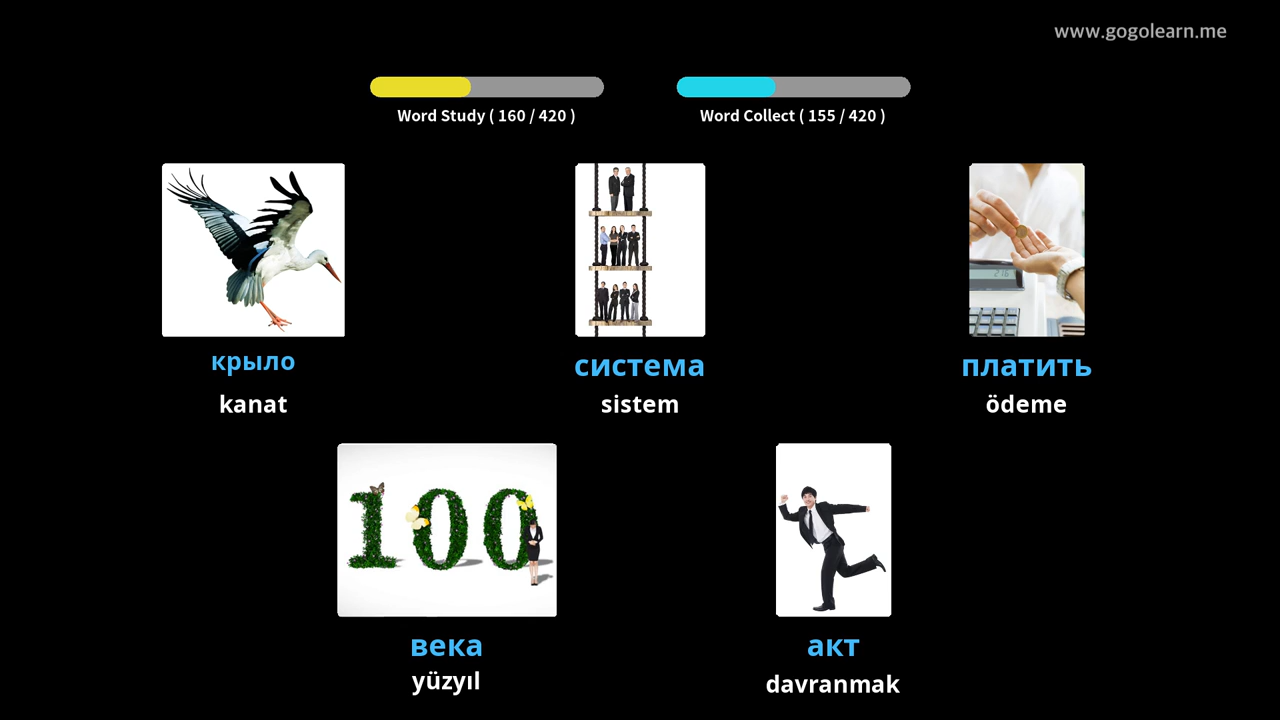 www.gogolearn.me
Word Study ( 160 / 420 )
Word Collect ( 155 / 420 )
крыло
система
платить
kanat
sistem
ödeme
100
века
акт
yüzyıl
davranmak